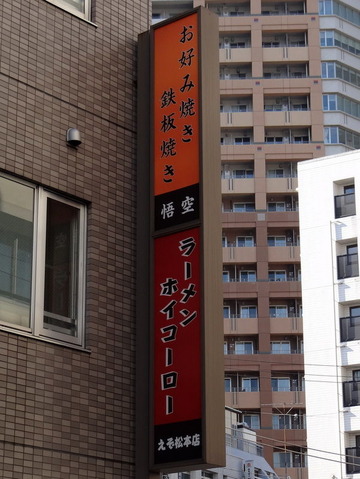 お好み焼き
鉄板焼き
悟空
ラーメン
ホイコーロー
えぞ松本店